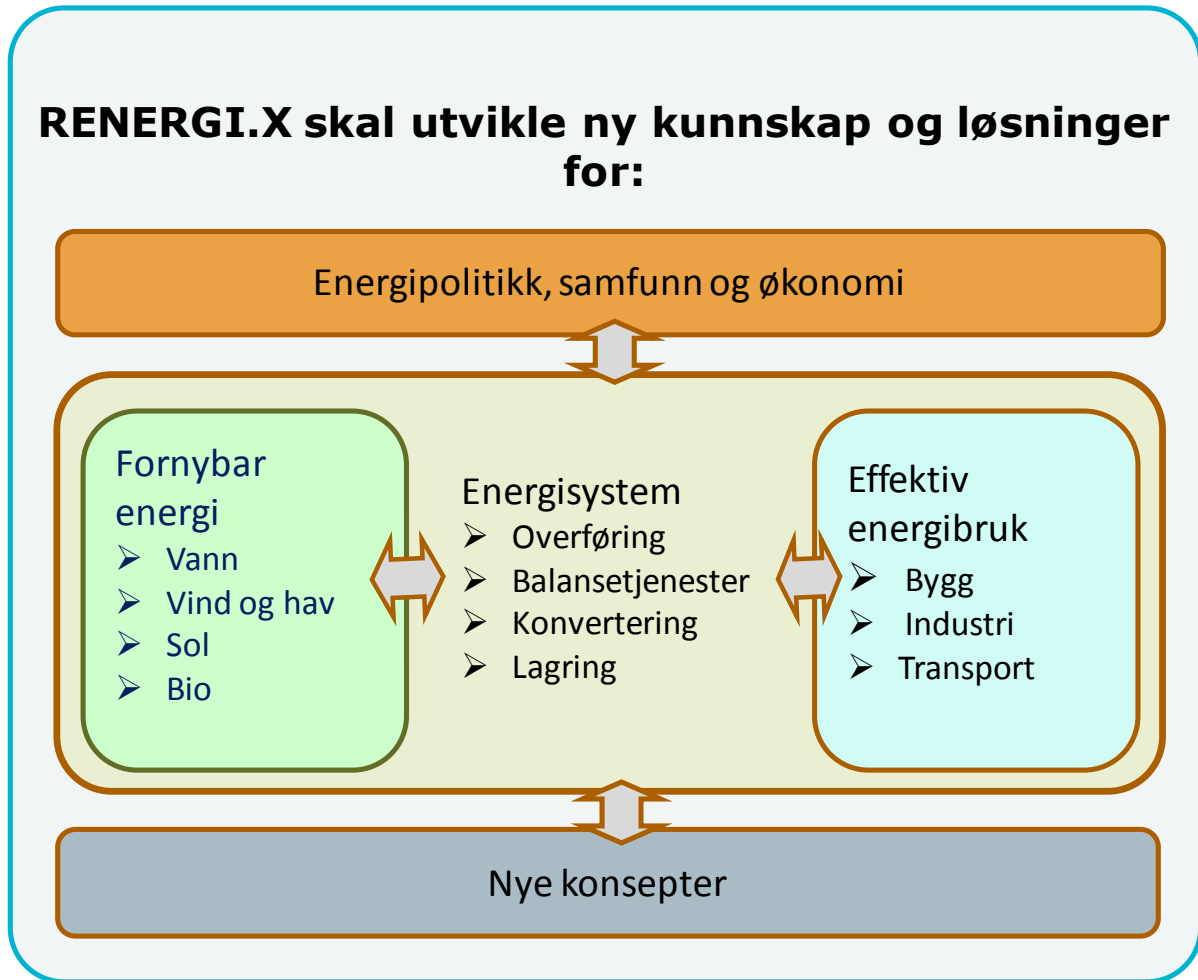 RENERGI.X skal utvikle ny kunnskap og løsninger
for:
Energipolitikk, samfunn og økonomi
Fornybar
energi
➢ Vann
➢ Vind og hav
➢ Sol
➢ Bio
Energisystem
➢ Overføring
➢ Balansetjenester
➢ Konvertering
➢ Lagring
Effektiv
energibruk
➢ Bygg
➢ Industri
➢ Transport
Nye konsepter